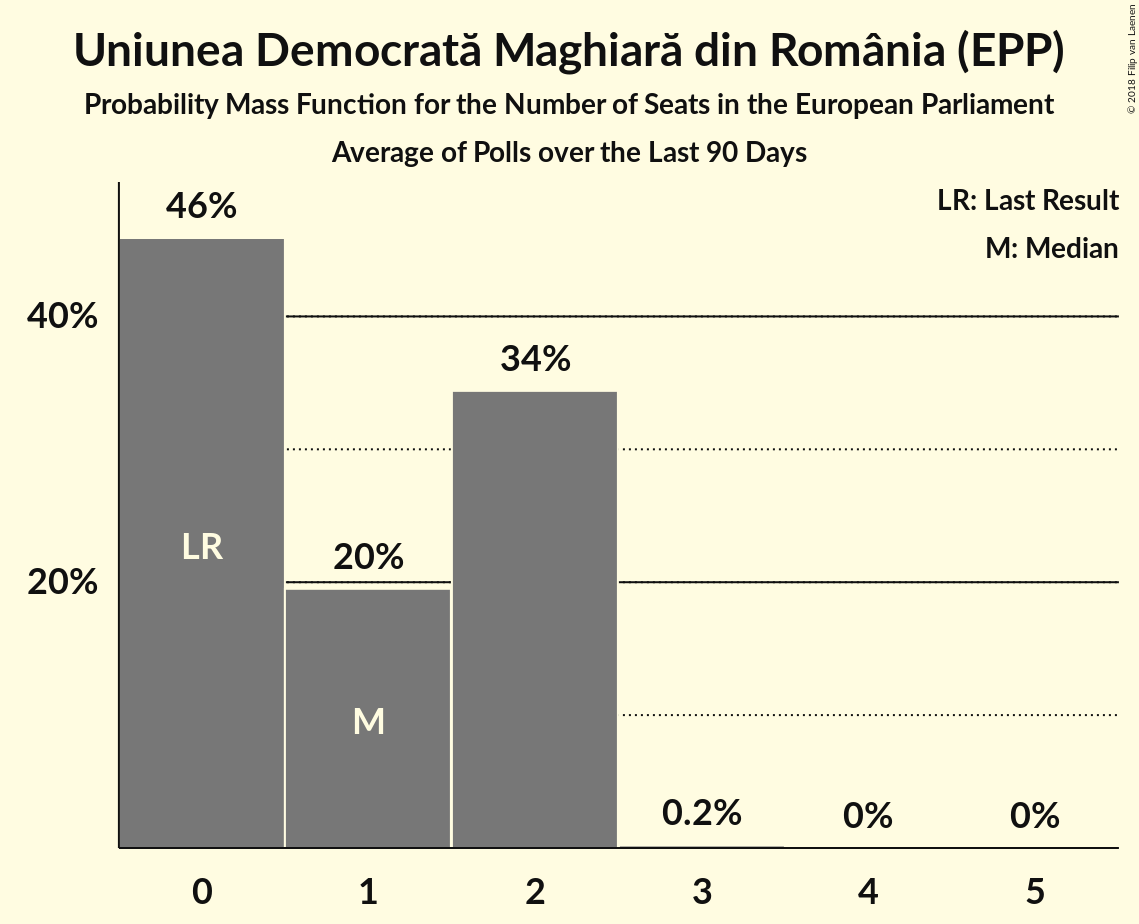 Uniunea Democrată Maghiară din România (EPP)
Probability Mass Function for the Number of Seats in the European Parliament
Average of Polls over the Last 90 Days
© 2018 Filip van Laenen
LR: Last Result
M: Median
46%
40%
34%
LR
20%
20%
M
0.2%
0%
0%
0
1
2
3
4
5